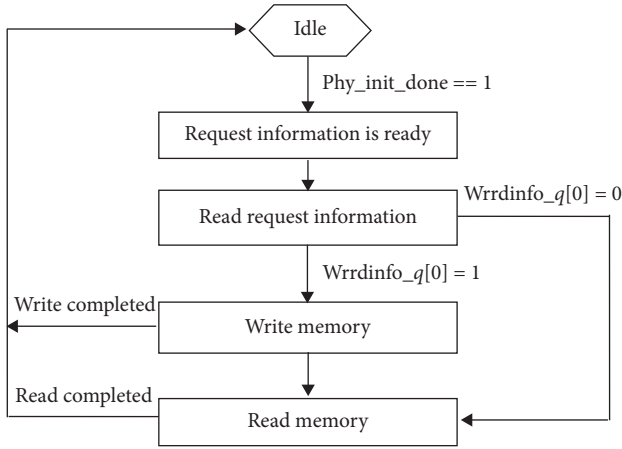 Idle
Phy_init_done == 1
Request information is ready
Wrrdinfo_q[0] = 0
Read request information
Wrrdinfo_q[0] = 1
Write completed
Write memory
Read completed
Read memory